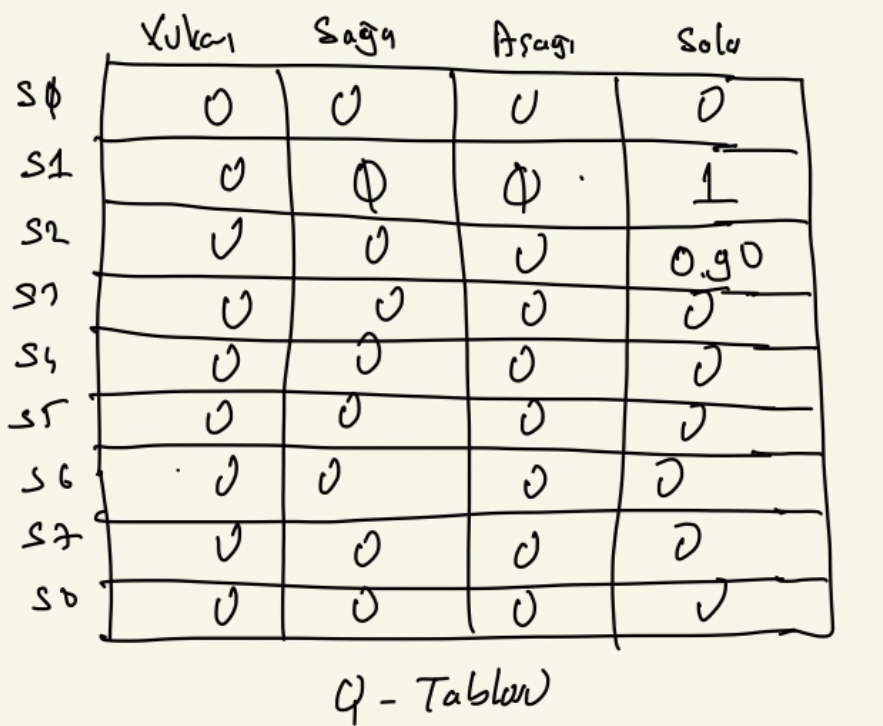 Yukarı Sağa Aşağı Sola
S0 0 0 0 0
S1 0 0 0 1
S2 0 0 0 0.90
S3 0 0 0 0
S4 0 0 0 0
S5 0 0 0 0
S6 0 0 0 0
S7 0 0 0 0
S8 0 0 0 0
Q - Tablosu